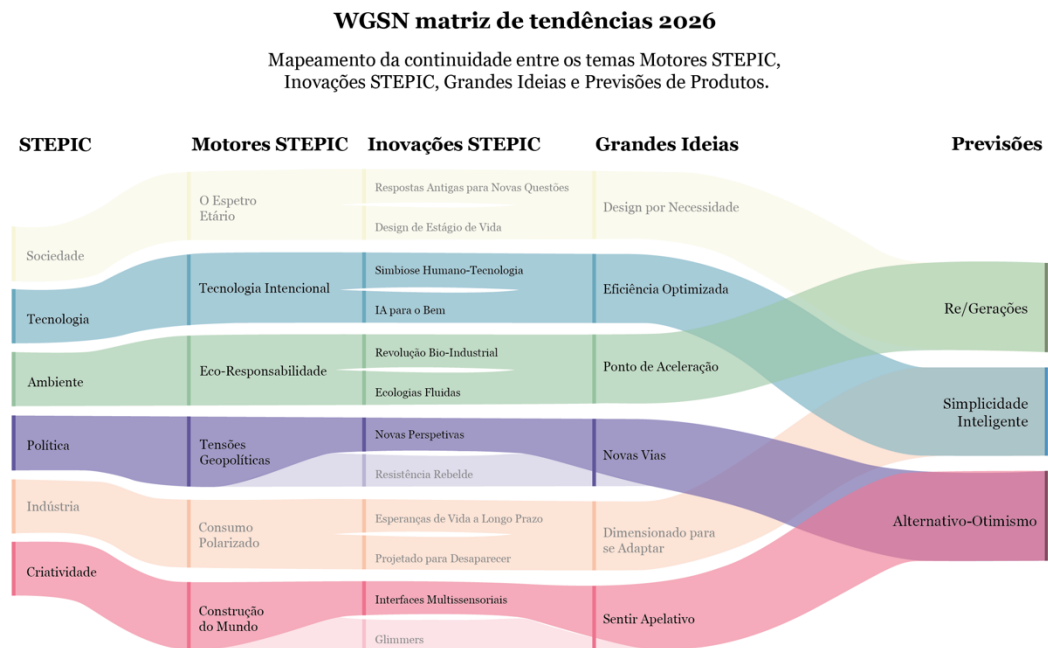 WGSN matriz de tendências 2026
Mapeamento da continuidade entre os temas Motores STEPIC,
Inovações STEPIC, Grandes Ideias e Previsões de Produtos.
STEPIC
Motores STEPIC
Inovações STEPIC
Grandes Ideias
Previsões
Sociedade
Tecnologia
Ambiente
Política
Indústria
Criatividade
O Espetro
Etário
Tecnologia Intencional
Eco-Responsabilidade
Tensões
Geopolíticas
Consumo
Polarizado
Construção
do Mundo
Respostas Antigas para Novas Questões
Design de Estágio de Vida
Simbiose Humano-Tecnologia
IA para o Bem
Revolução Bio-Industrial
Ecologias Fluidas
Novas Perspetivas
Resistência Rebelde
Esperanças de Vida a Longo Prazo
Projetado para Desaparecer
Interfaces Multissensoriais
Glimmers
Design por Necessidade
Eficiência Optimizada
Ponto de Aceleração
Novas Vias
Dimensionado para
se Adaptar
Sentir Apelativo
Re/Gerações
Simplicidade
Inteligente
Alternativo-Otimismo